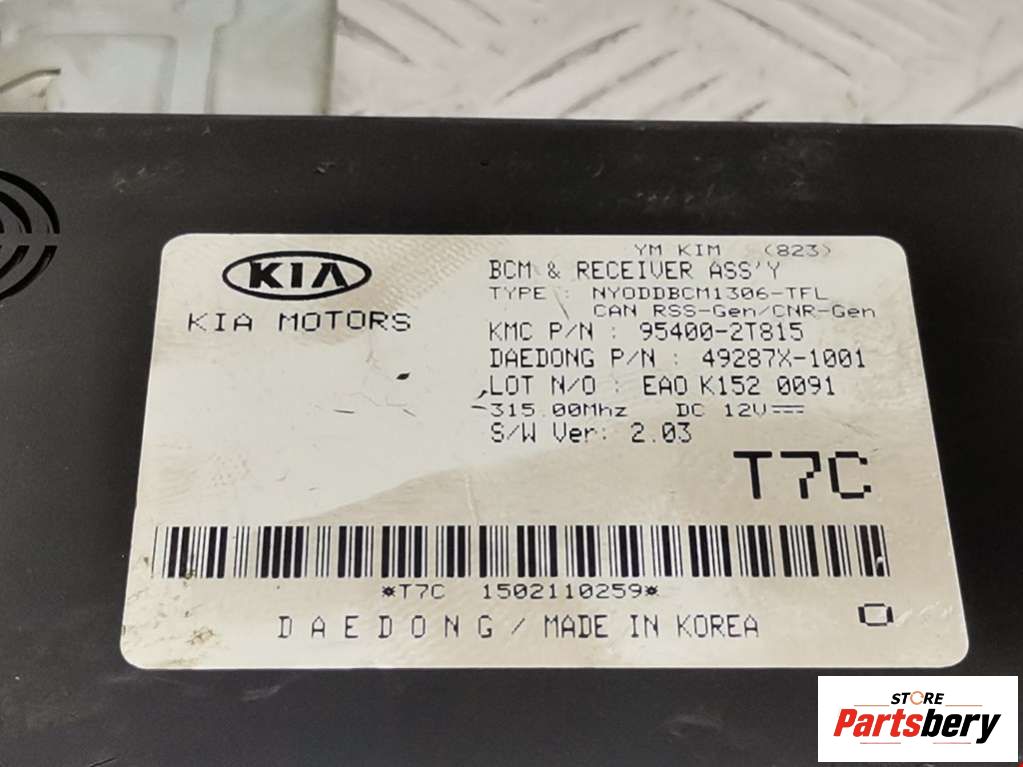 YM KIM (823)
KIA
BCM & RECEIVER ASS'Y
TYPE : NYODDBCM1306-TFL
CAN RSS-Gen/CNR-Gen
KIA MOTORS
KMC P/N : 95400-2T815
DAEDONG P/N : 49287X-1001
LOT N/O : EAO K152 0091
315.00Mhz DC 12V
S/W Ver: 2.03
T7C
*T7C 1502110259*
DAEDONG / MADE IN KOREA
O
STORE
Partsbery